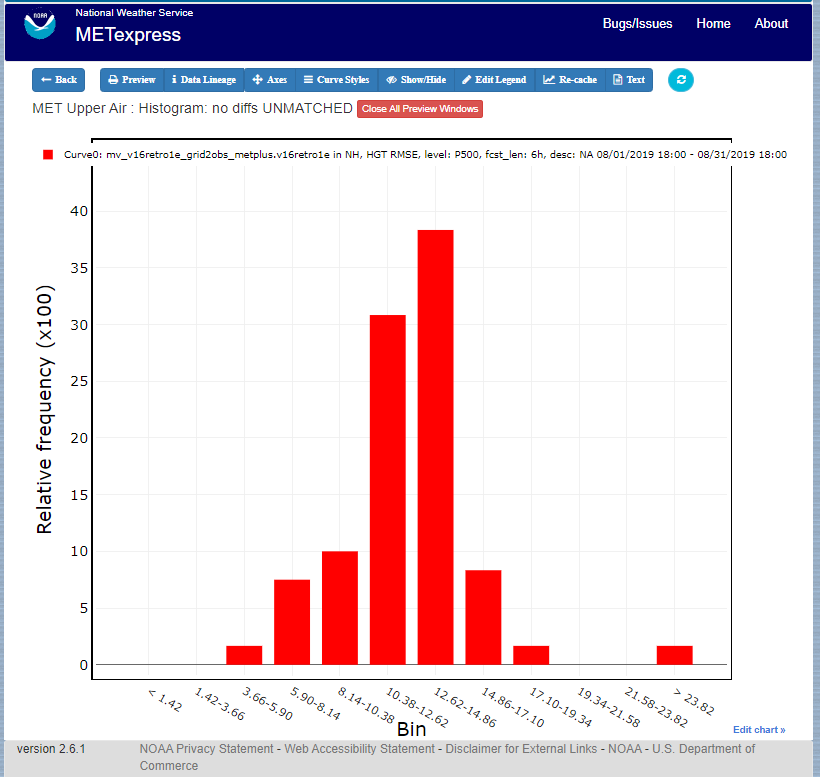 NOAA
National Weather Service
METexpress
Bugs/Issues Home About
Back Preview Data Lineage Axes Curve Styles Show/Hide Edit Legend Re-cache Text
MET Upper Air : Histogram: no diffs UNMATCHED Close All Preview Windows
Curve0: mv_v16retro1e_grid2obs_metplus.v16retro1e in NH, HGT RMSE, level: P500, fcst_len: 6h, desc: NA 08/01/2019 18:00 - 08/31/2019 18:00
Relative frequency (x100)
40
35
30
25
20
15
10
5
0
< 1.42
1.42-3.66
3.66-5.90
5.90-8.14
8.14-10.38
10.38-12.62
12.62-14.86
14.86-17.10
17.10-19.34
19.34-21.58
21.58-23.82
> 23.82
Bin
Edit chart »
version 2.6.1
NOAA Privacy Statement - Web Accessibility Statement - Disclaimer for External Links - NOAA - U.S. Department of
Commerce